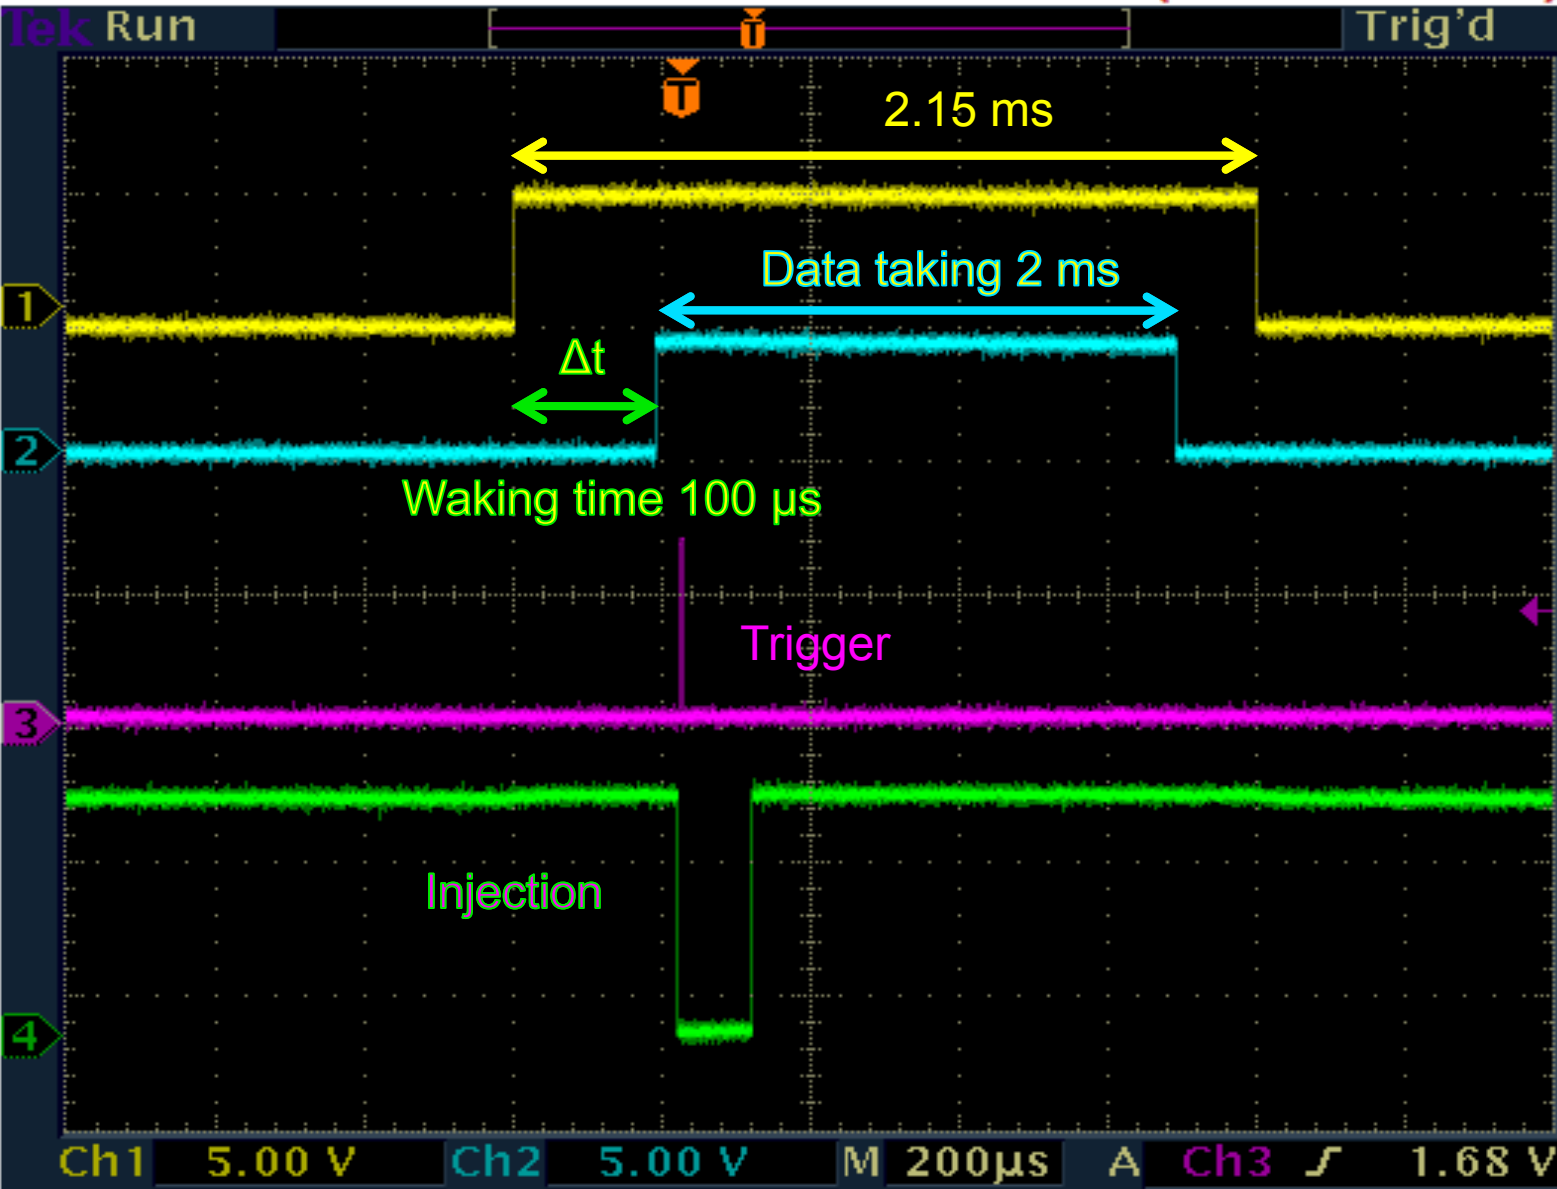 Tek Run Trig'd
T
T
2.15 ms
1
Data taking 2 ms
Δt
2
Waking time 100 µs
Trigger
3
Injection
4
Ch1 5.00 V Ch2 5.00 V M 200µs A Ch3 1.68 V